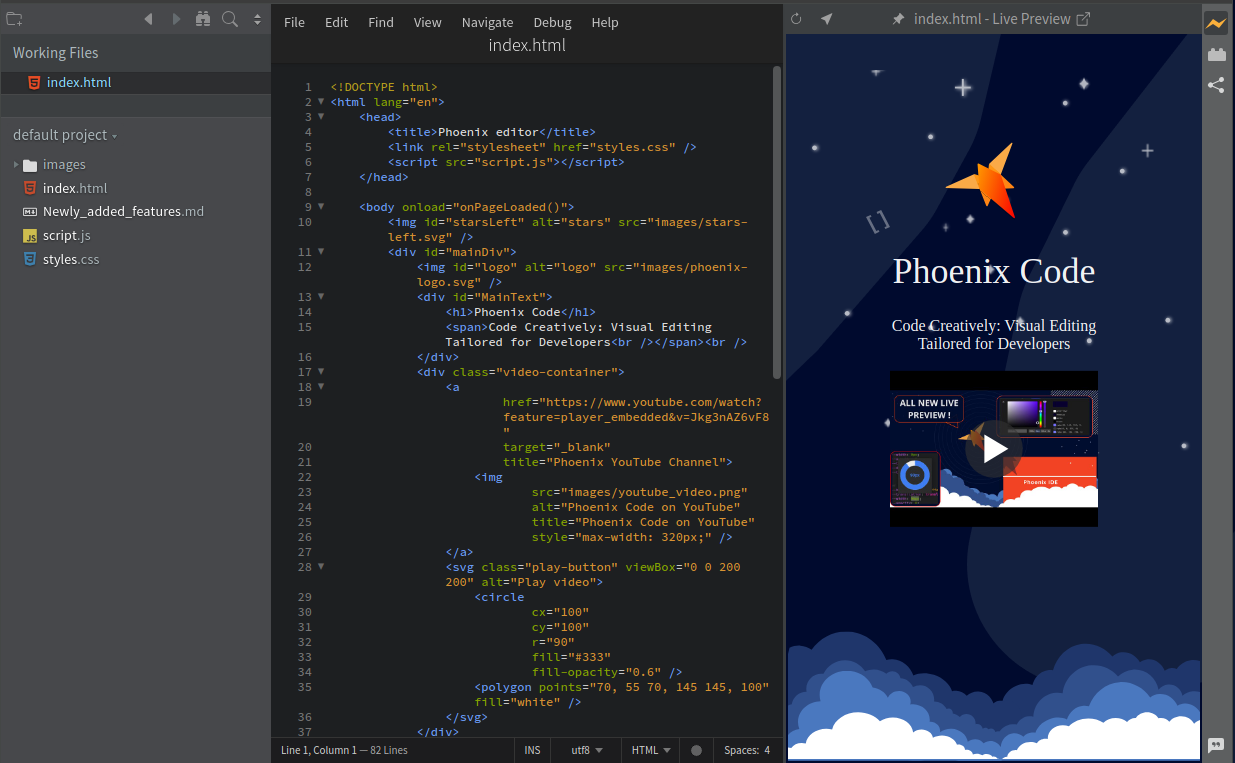 Working Files
index.html
default project
images
index.html
Newly_added_features.md
JS script.js
styles.css
File Edit Find View Navigate Debug Help
index.html
1 <!DOCTYPE html>
2 <html lang="en">
3 <head>
4 <title>Phoenix editor</title>
5 <link rel="stylesheet" href="styles.css" />
6 <script src="script.js"></script>
7 </head>
8
9 <body onload="onPageLoaded()">
10 <img id="starsLeft" alt="stars" src="images/stars-
left.svg" />
11 <div id="mainDiv">
12 <img id="logo" alt="logo" src="images/phoenix-
logo.svg" />
13 <div id="MainText">
14 <h1>Phoenix Code</h1>
15 <span>Code Creatively: Visual Editing
Tailored for Developers<br /></span><br />
16 </div>
17 <div class="video-container">
18 <a
19 href="https://www.youtube.com/watch?
feature=player_embedded&v=Jkg3nAZ6vF8
"
20 target="_blank"
21 title="Phoenix YouTube Channel">
22 <img
23 src="images/youtube_video.png"
24 alt="Phoenix Code on YouTube"
25 title="Phoenix Code on YouTube"
26 style="max-width: 320px;" />
27 </a>
28 <svg class="play-button" viewBox="0 0 200
200" alt="Play video">
29 <circle
30 cx="100"
31 cy="100"
32 r="90"
33 fill="#333"
34 fill-opacity="0.6" />
35 <polygon points="70, 55 70, 145 145, 100"
fill="white" />
36 </svg>
37 </div>
Line 1, Column 1 — 82 Lines INS utf8 HTML Spaces: 4
index.html - Live Preview
[ ]
Phoenix Code
Code Creatively: Visual Editing
Tailored for Developers
ALL NEW LIVE
PREVIEW !
Phoenix IDE